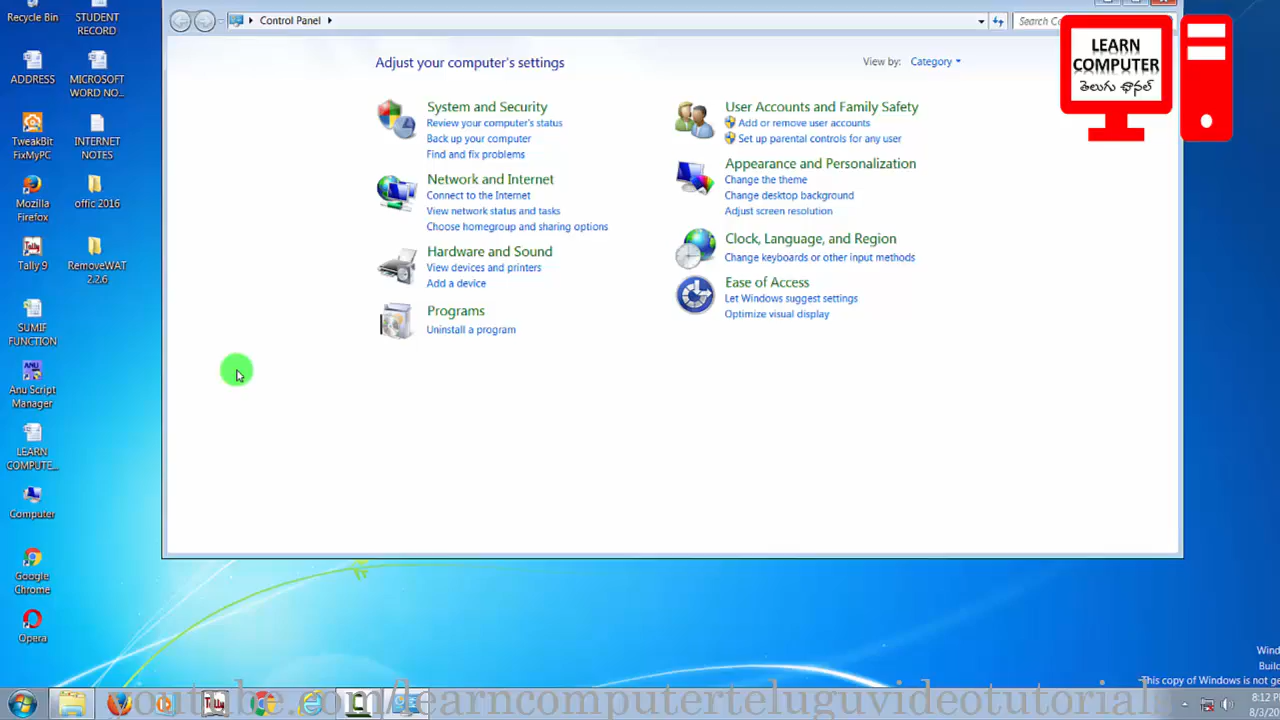 Recycle Bin
STUDENT
RECORD
ADDRESS
MICROSOFT
WORD NO...
TweakBit
FixMyPC
INTERNET
NOTES
Mozilla
Firefox
offic 2016
Tally 9
RemoveWAT
2.2.6
SUMIF
FUNCTION
Anu Script
Manager
LEARN
COMPUTE...
Computer
Google
Chrome
Opera
Control Panel
Adjust your computer's settings
View by: Category
System and Security
Review your computer's status
Back up your computer
Find and fix problems
Network and Internet
Connect to the Internet
View network status and tasks
Choose homegroup and sharing options
Hardware and Sound
View devices and printers
Add a device
Programs
Uninstall a program
User Accounts and Family Safety
Add or remove user accounts
Set up parental controls for any user
Appearance and Personalization
Change the theme
Change desktop background
Adjust screen resolution
Clock, Language, and Region
Change keyboards or other input methods
Ease of Access
Let Windows suggest settings
Optimize visual display
Search Co
LEARN
COMPUTER
తెలుగు ఛానల్
Wind
Build
This copy of Windows is not ge
youtube.com/learncomputerteluguvideotutorials
8:12 P
8/3/20